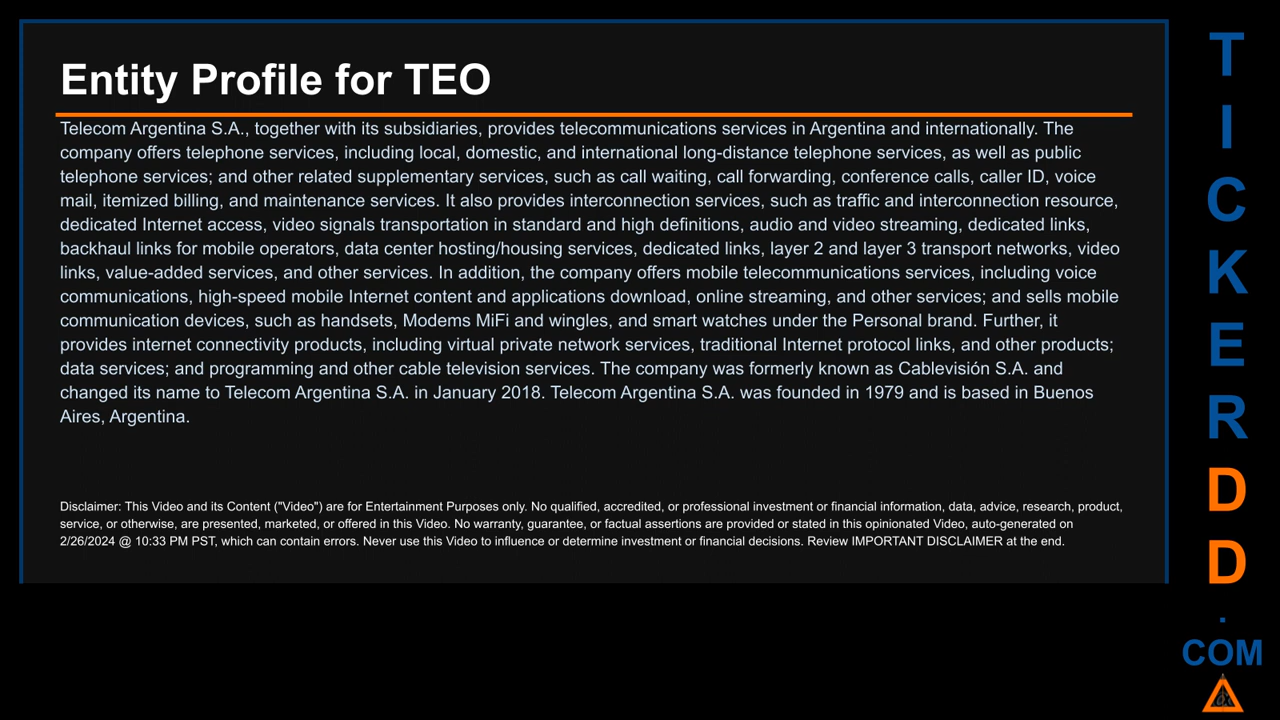 Entity Profile for TEO
Telecom Argentina S.A., together with its subsidiaries, provides telecommunications services in Argentina and internationally. The
company offers telephone services, including local, domestic, and international long-distance telephone services, as well as public
telephone services; and other related supplementary services, such as call waiting, call forwarding, conference calls, caller ID, voice
mail, itemized billing, and maintenance services. It also provides interconnection services, such as traffic and interconnection resource,
dedicated Internet access, video signals transportation in standard and high definitions, audio and video streaming, dedicated links,
backhaul links for mobile operators, data center hosting/housing services, dedicated links, layer 2 and layer 3 transport networks, video
links, value-added services, and other services. In addition, the company offers mobile telecommunications services, including voice
communications, high-speed mobile Internet content and applications download, online streaming, and other services; and sells mobile
communication devices, such as handsets, Modems MiFi and wingles, and smart watches under the Personal brand. Further, it
provides internet connectivity products, including virtual private network services, traditional Internet protocol links, and other products;
data services; and programming and other cable television services. The company was formerly known as Cablevisión S.A. and
changed its name to Telecom Argentina S.A. in January 2018. Telecom Argentina S.A. was founded in 1979 and is based in Buenos
Aires, Argentina.
Disclaimer: This Video and its Content ("Video") are for Entertainment Purposes only. No qualified, accredited, or professional investment or financial information, data, advice, research, product,
service, or otherwise, are presented, marketed, or offered in this Video. No warranty, guarantee, or factual assertions are provided or stated in this opinionated Video, auto-generated on
2/26/2024 @ 10:33 PM PST, which can contain errors. Never use this Video to influence or determine investment or financial decisions. Review IMPORTANT DISCLAIMER at the end.
T
I
C
K
E
R
D
D
.
COM